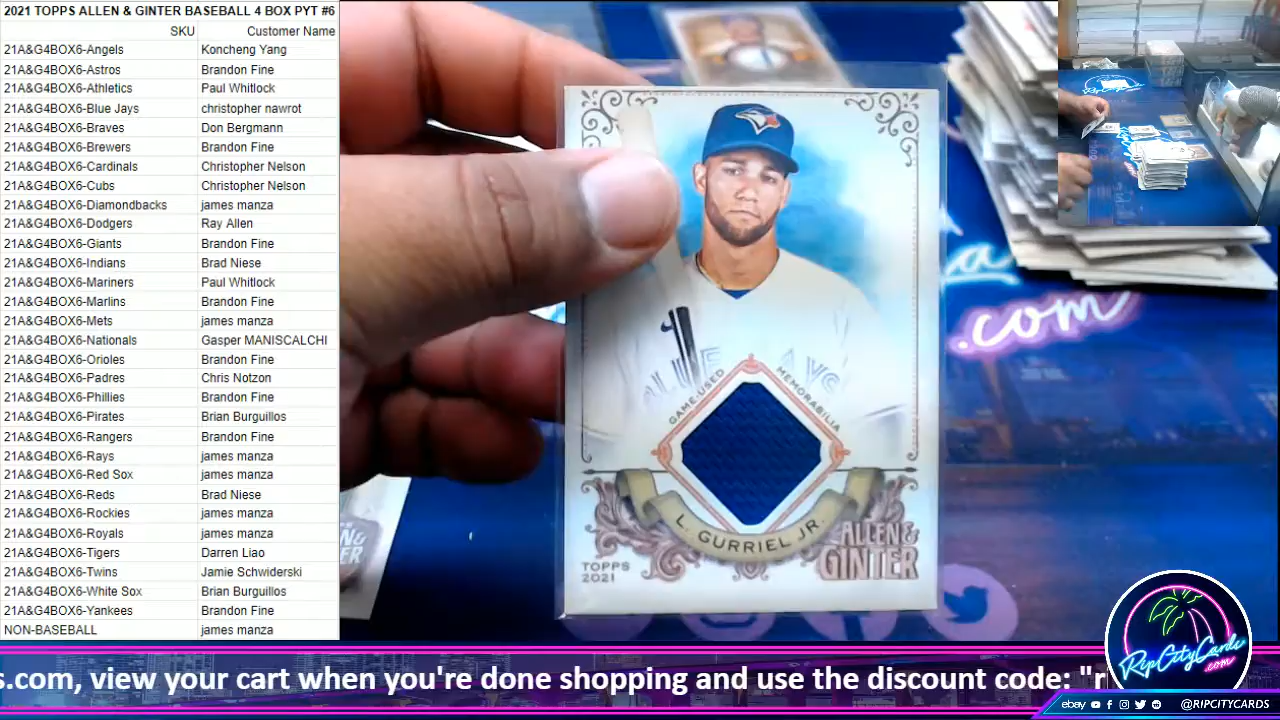 2021 TOPPS ALLEN & GINTER BASEBALL 4 BOX PYT #6
SKU Customer Name
21A&G4BOX6-Angels Koncheng Yang
21A&G4BOX6-Astros Brandon Fine
21A&G4BOX6-Athletics Paul Whitlock
21A&G4BOX6-Blue Jays christopher nawrot
21A&G4BOX6-Braves Don Bergmann
21A&G4BOX6-Brewers Brandon Fine
21A&G4BOX6-Cardinals Christopher Nelson
21A&G4BOX6-Cubs Christopher Nelson
21A&G4BOX6-Diamondbacks james manza
21A&G4BOX6-Dodgers Ray Allen
21A&G4BOX6-Giants Brandon Fine
21A&G4BOX6-Indians Brad Niese
21A&G4BOX6-Mariners Paul Whitlock
21A&G4BOX6-Marlins Brandon Fine
21A&G4BOX6-Mets james manza
21A&G4BOX6-Nationals Gasper MANISCALCHI
21A&G4BOX6-Orioles Brandon Fine
21A&G4BOX6-Padres Chris Notzon
21A&G4BOX6-Phillies Brandon Fine
21A&G4BOX6-Pirates Brian Burguillos
21A&G4BOX6-Rangers Brandon Fine
21A&G4BOX6-Rays james manza
21A&G4BOX6-Red Sox james manza
21A&G4BOX6-Reds Brad Niese
21A&G4BOX6-Rockies james manza
21A&G4BOX6-Royals james manza
21A&G4BOX6-Tigers Darren Liao
21A&G4BOX6-Twins Jamie Schwiderski
21A&G4BOX6-White Sox Brian Burguillos
21A&G4BOX6-Yankees Brandon Fine
NON-BASEBALL james manza
.com
GAME-USED MEMORABILIA
L. GURRIEL JR.
TOPPS
2021
ALLEN &
GINTER
RipCityCards
.com
s.com, view your cart when you're done shopping and use the discount code: "r
ebay @RIPCITYCARDS